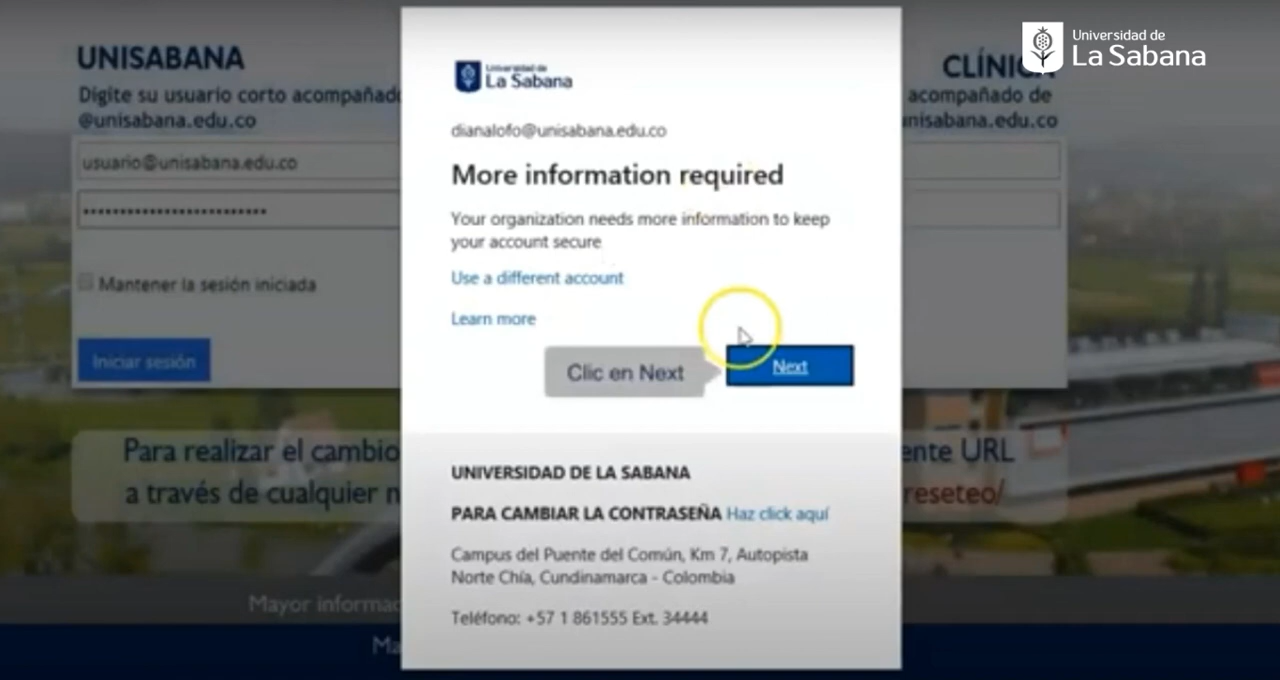 Universidad de
La Sabana
UNISABANA
Digite su usuario corto acompañado
@unisabana.edu.co
usuario@unisabana.edu.co
Mantener la sesión iniciada
Iniciar sesión
CLÍNICA
acompañado de
unisabana.edu.co
Universidad de
La Sabana
dianalofo@unisabana.edu.co
More information required
Your organization needs more information to keep
your account secure
Use a different account
Learn more
Clic en Next
Next
UNIVERSIDAD DE LA SABANA
PARA CAMBIAR LA CONTRASEÑA Haz click aquí
Campus del Puente del Común, Km 7, Autopista
Norte Chía, Cundinamarca - Colombia
Teléfono: +57 1 861555 Ext. 34444
Para realizar el cambio
a través de cualquier n
ente URL
reseteo/
Mayor informac
Ma